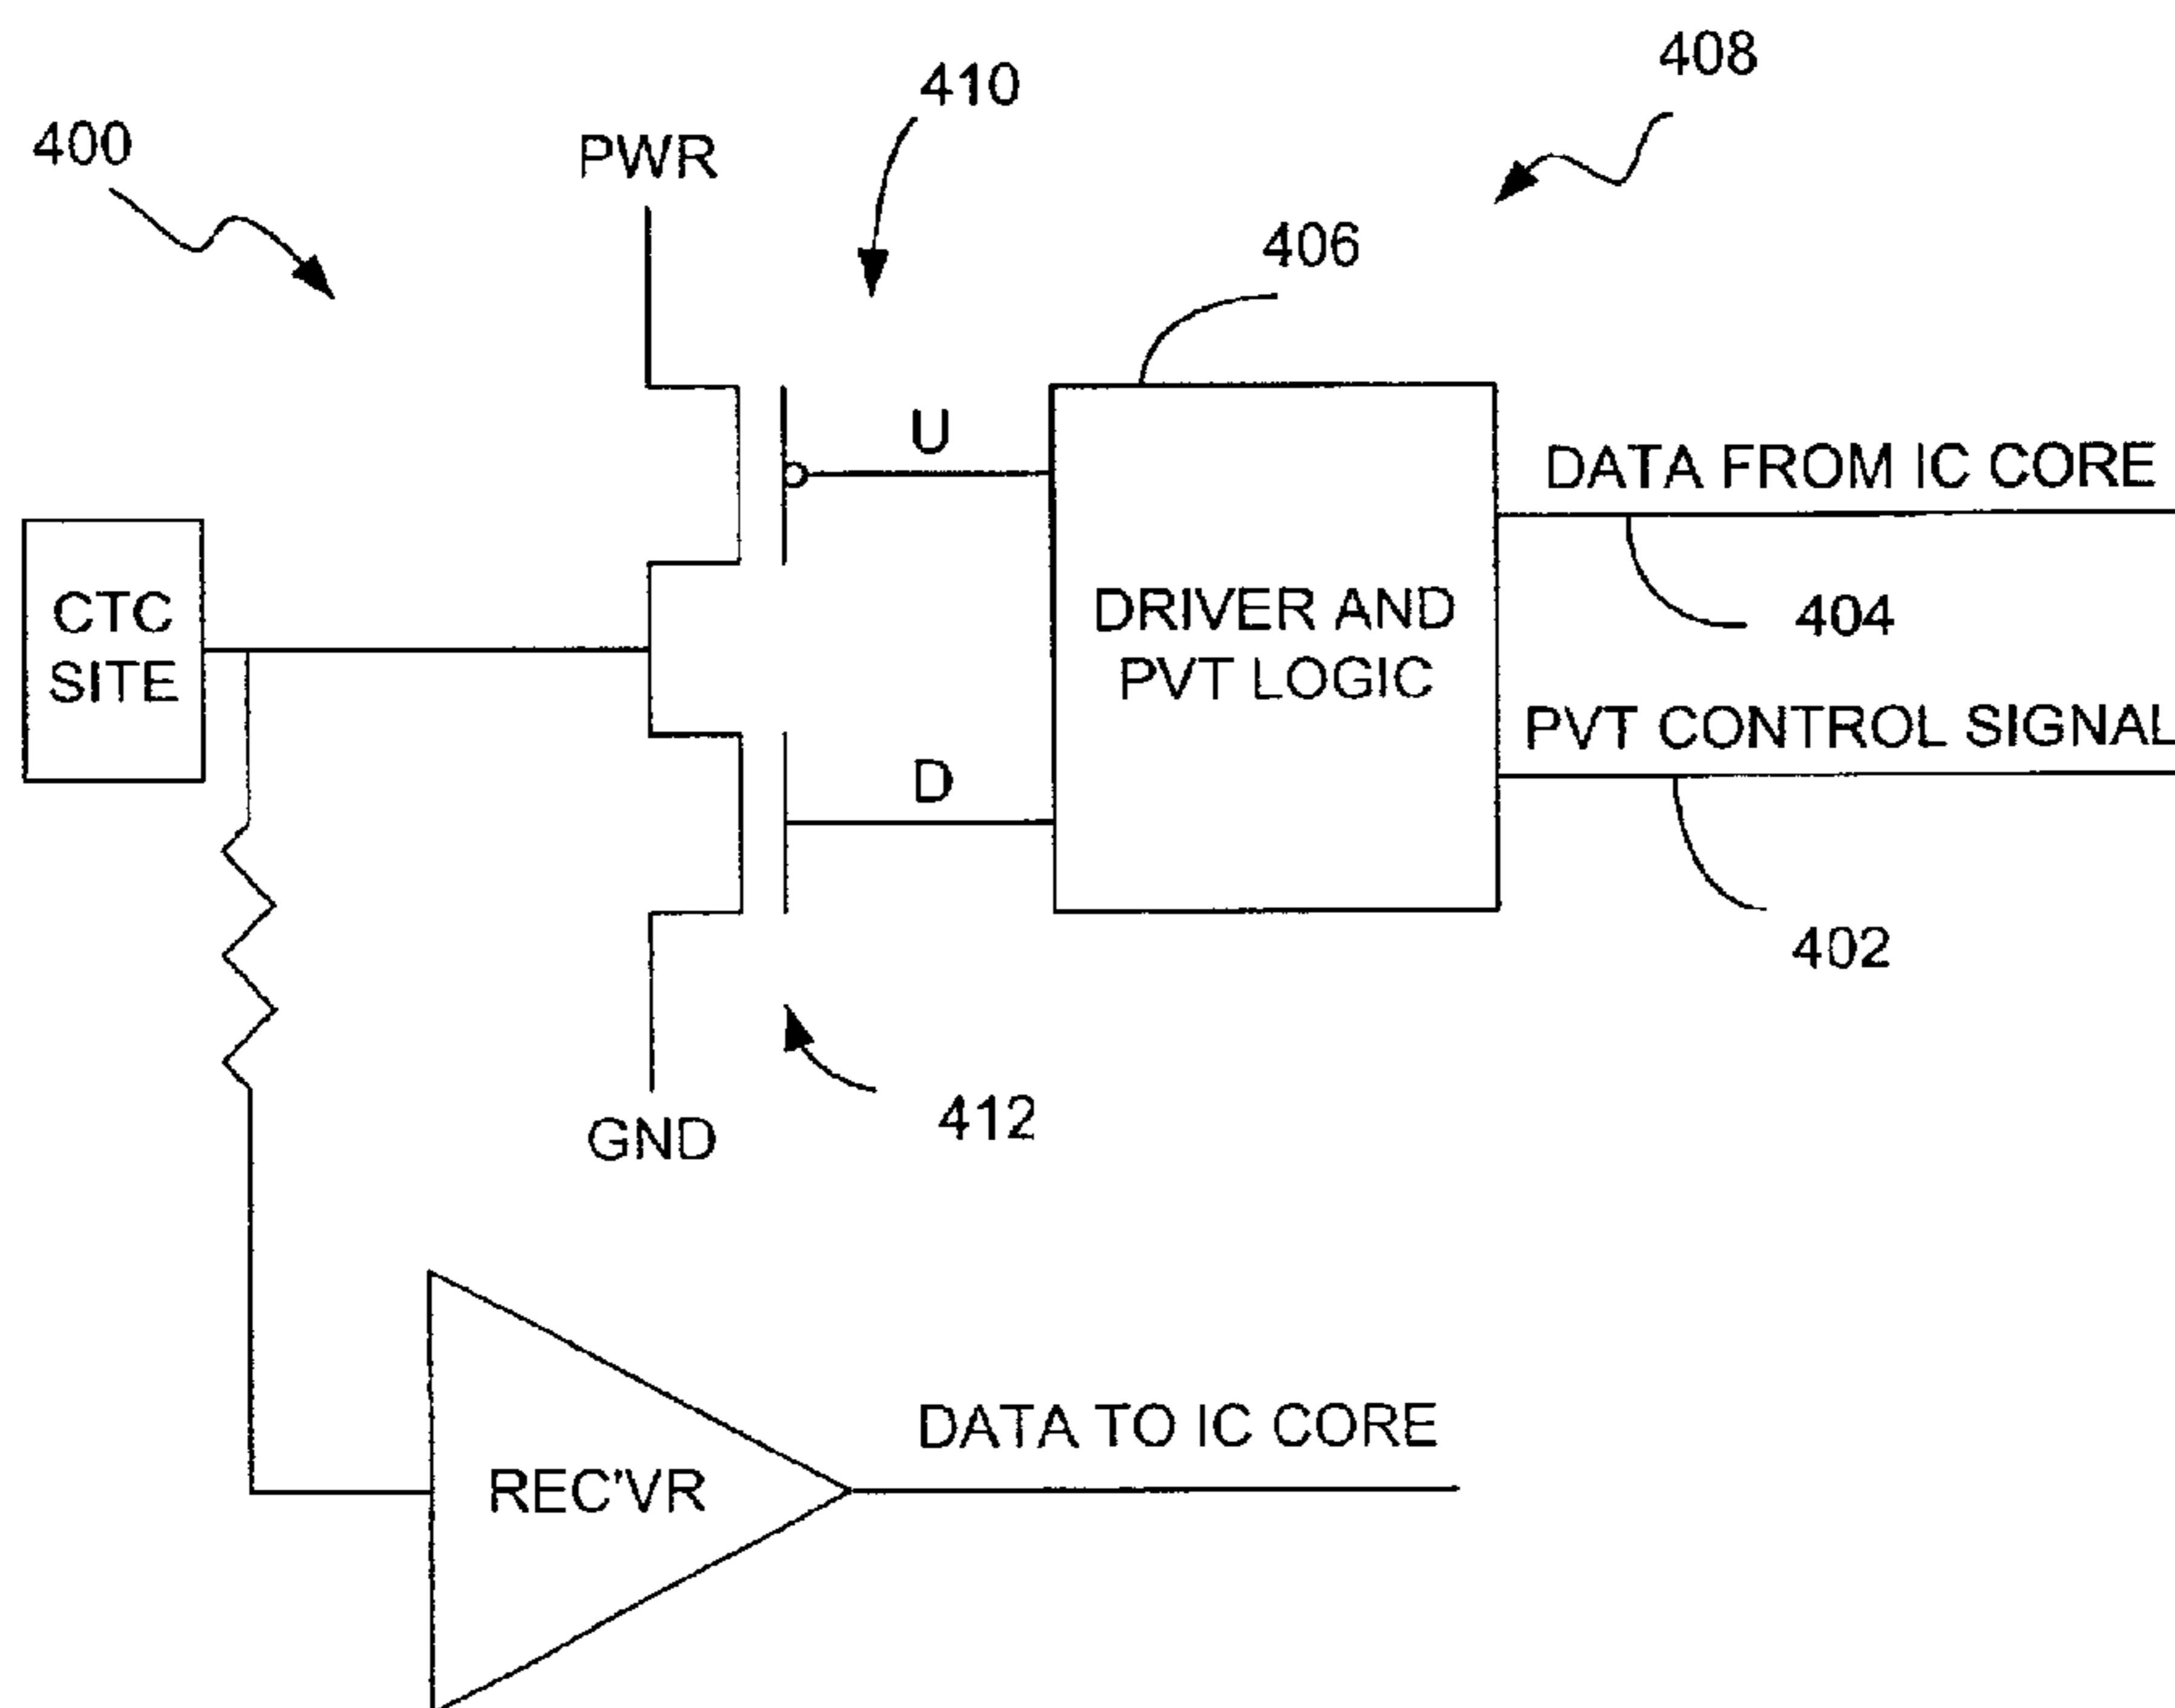 408
410
400
PWR
406
U
DATA FROM IC CORE
CTC
SITE
DRIVER AND
PVT LOGIC
404
PVT CONTROL SIGNAL
D
402
412
GND
DATA TO IC CORE
REC'VR